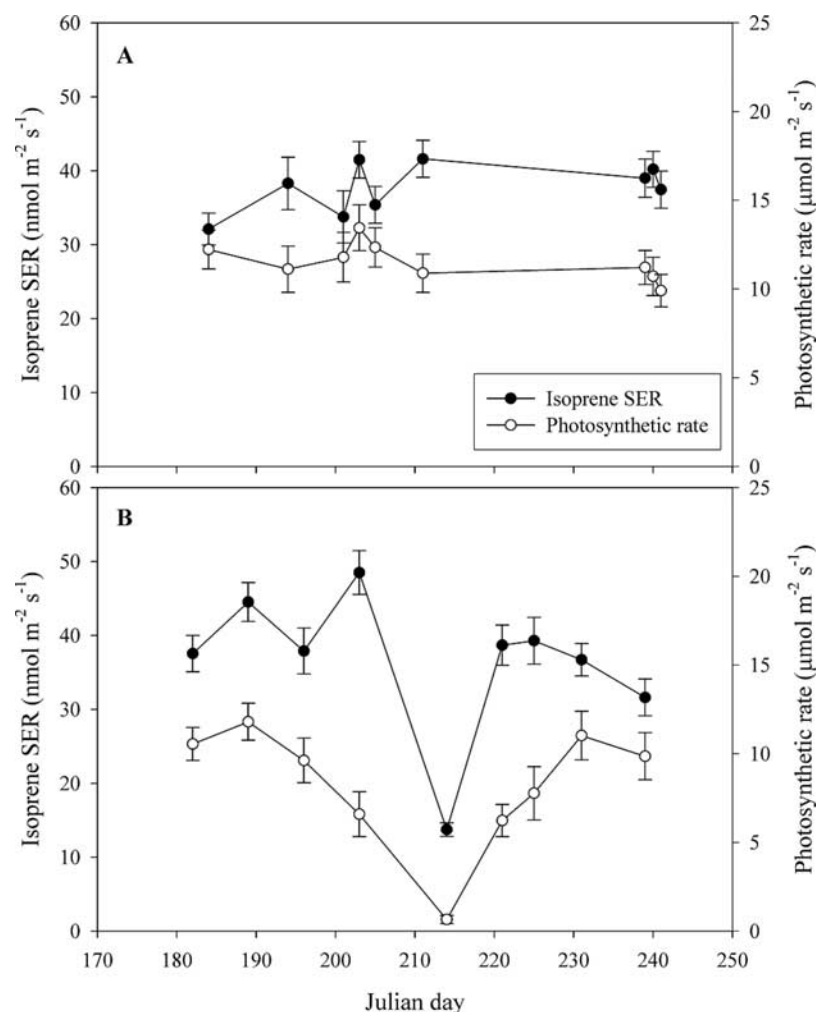 A
60
50
40
30
20
10
0
Isoprene SER (nmol m⁻² s⁻¹)
25
20
15
10
5
0
Photosynthetic rate (µmol m⁻² s⁻¹)
Isoprene SER
Photosynthetic rate
B
60
50
40
30
20
10
0
Isoprene SER (nmol m⁻² s⁻¹)
25
20
15
10
5
0
Photosynthetic rate (µmol m⁻² s⁻¹)
170 180 190 200 210 220 230 240 250
Julian day